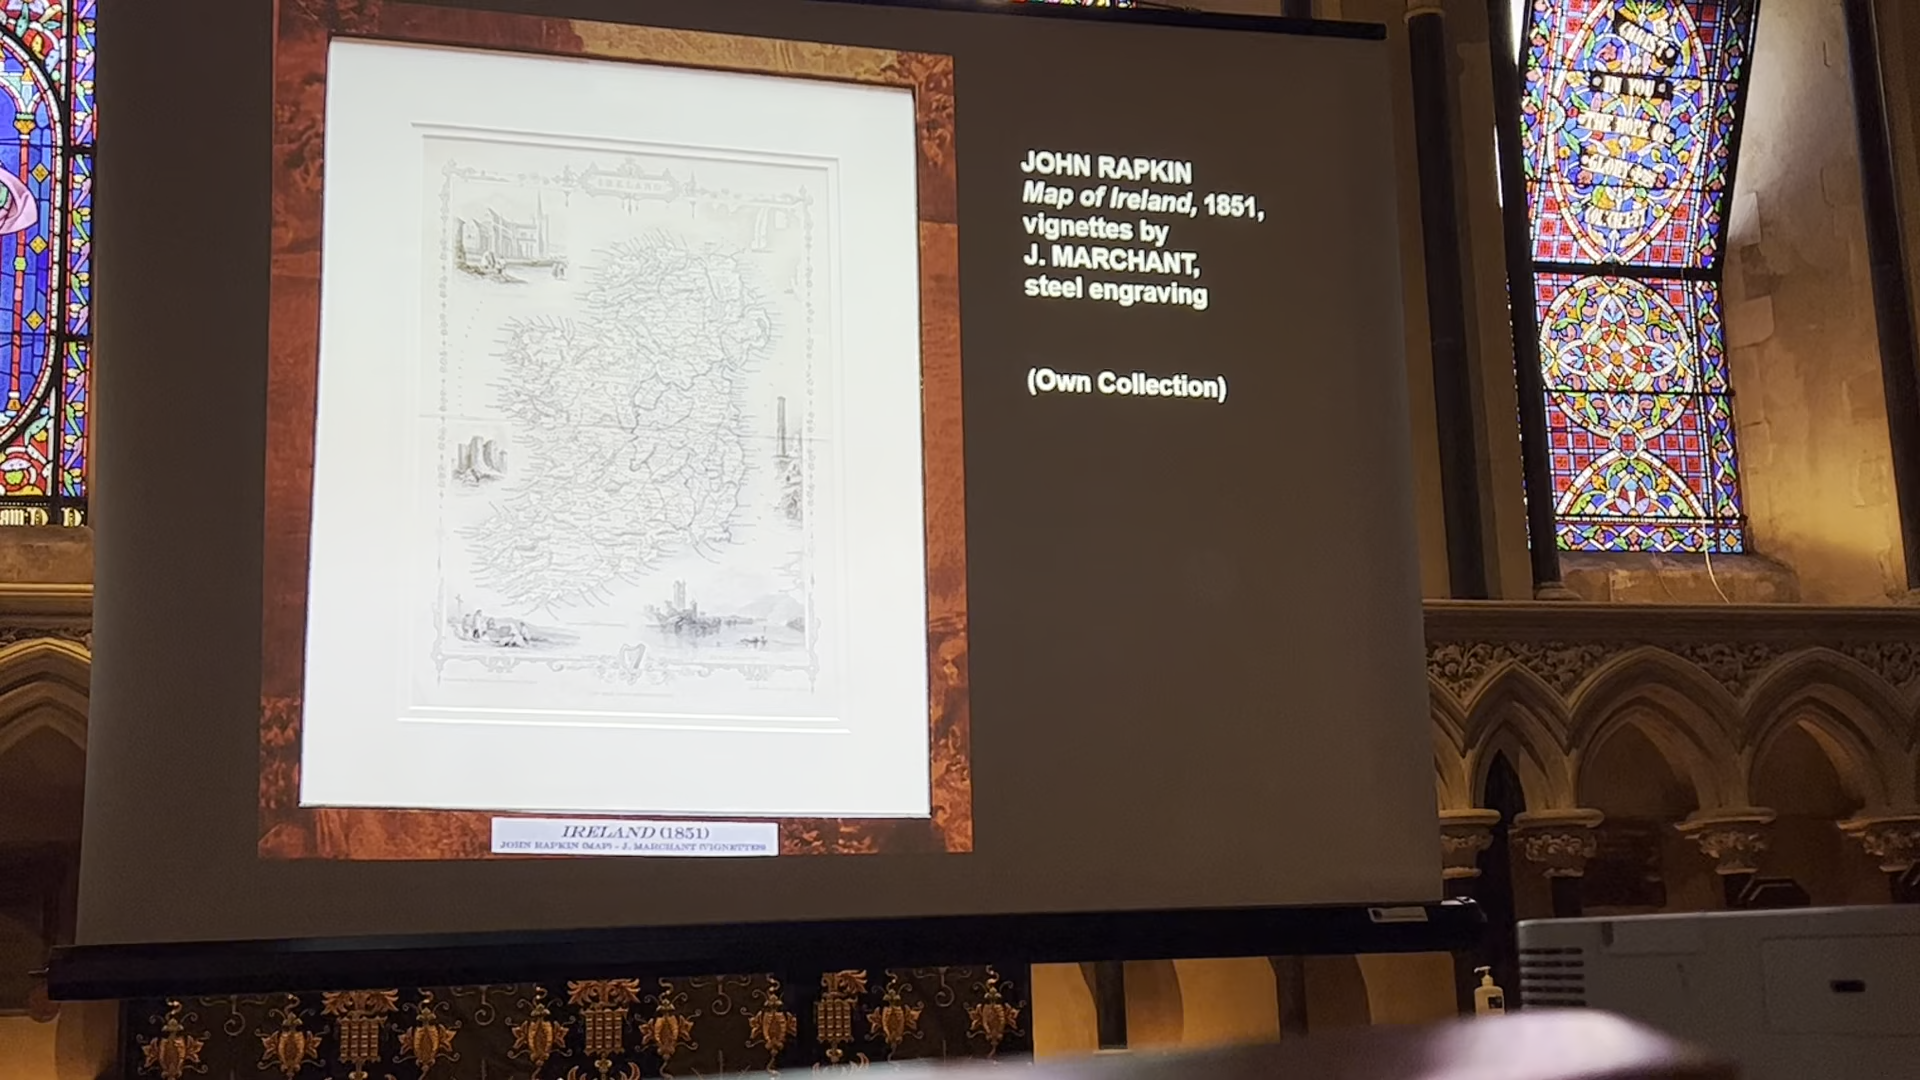 IRELAND
JOHN RAPKIN
Map of Ireland, 1851,
vignettes by
J. MARCHANT,
steel engraving
(Own Collection)
IRELAND (1851)
JOHN RAPKIN (MAP) - J. MARCHANT (VIGNETTES)
CHRIST
IN YOU
THE HOPE OF
GLORY